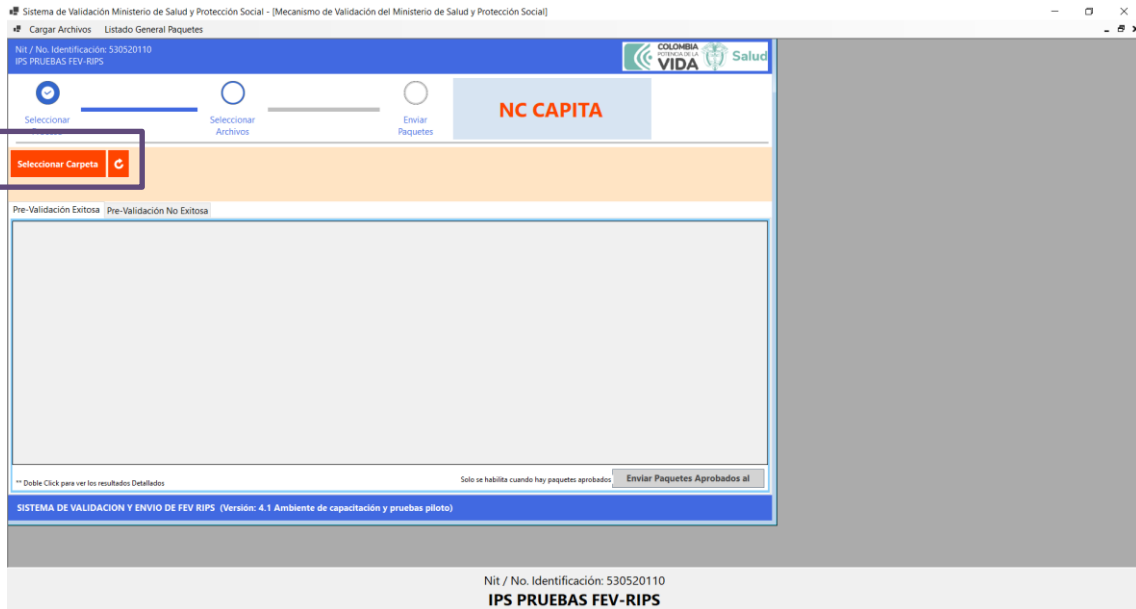 Sistema de Validación Ministerio de Salud y Protección Social - [Mecanismo de Validación del Ministerio de Salud y Protección Social]
Cargar Archivos Listado General Paquetes
Nit / No. Identificación: 530520110
IPS PRUEBAS FEV-RIPS
COLOMBIA
POTENCIA DE LA
VIDA
Salud
Seleccionar
Seleccionar
Archivos
Enviar
Paquetes
NC CAPITA
Seleccionar Carpeta
Pre-Validación Exitosa Pre-Validación No Exitosa
** Doble Click para ver los resultados Detallados
Solo se habilita cuando hay paquetes aprobados
Enviar Paquetes Aprobados al
SISTEMA DE VALIDACION Y ENVIO DE FEV RIPS (Versión: 4.1 Ambiente de capacitación y pruebas piloto)
Nit / No. Identificación: 530520110
IPS PRUEBAS FEV-RIPS